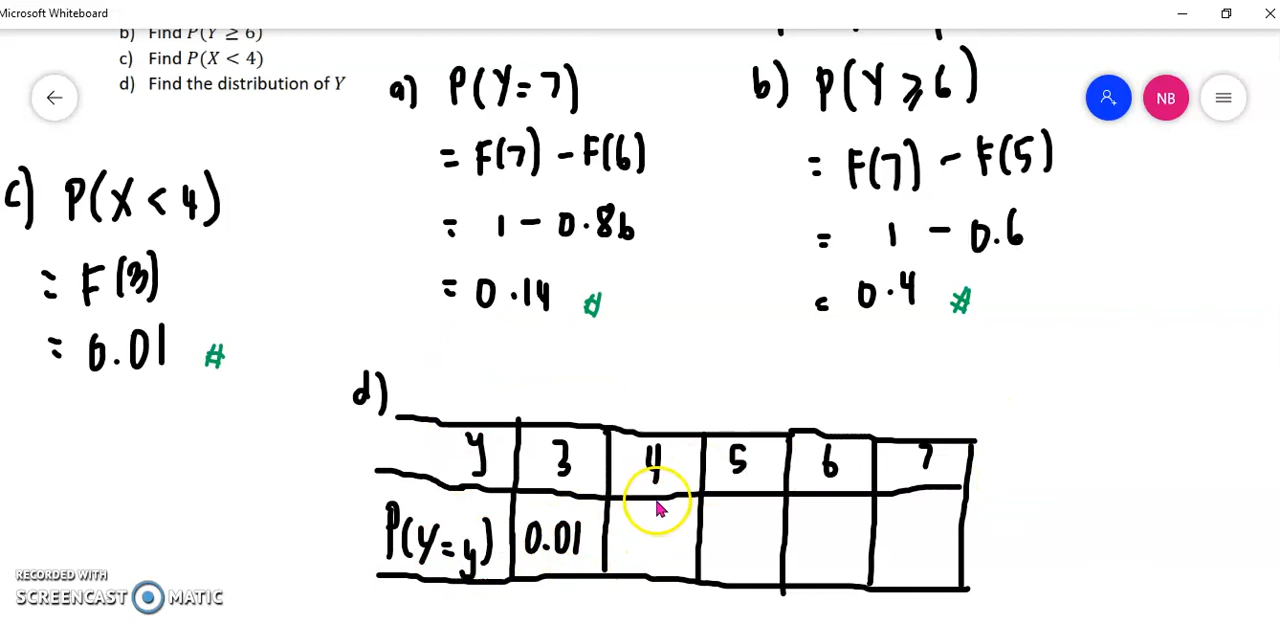 Microsoft Whiteboard
b) Find P(Y ≥ 6)
c) Find P(X < 4)
d) Find the distribution of Y
NB
a) P(Y = 7)
= F(7) - F(6)
= 1 - 0.86
= 0.14 #
b) P(Y ≥ 6)
= F(7) - F(5)
= 1 - 0.6
= 0.4 #
c) P(X < 4)
= F(3)
= 0.01 #
d)
y 3 4 5 6 7
P(Y=y) 0.01
RECORDED WITH
SCREENCAST MATIC